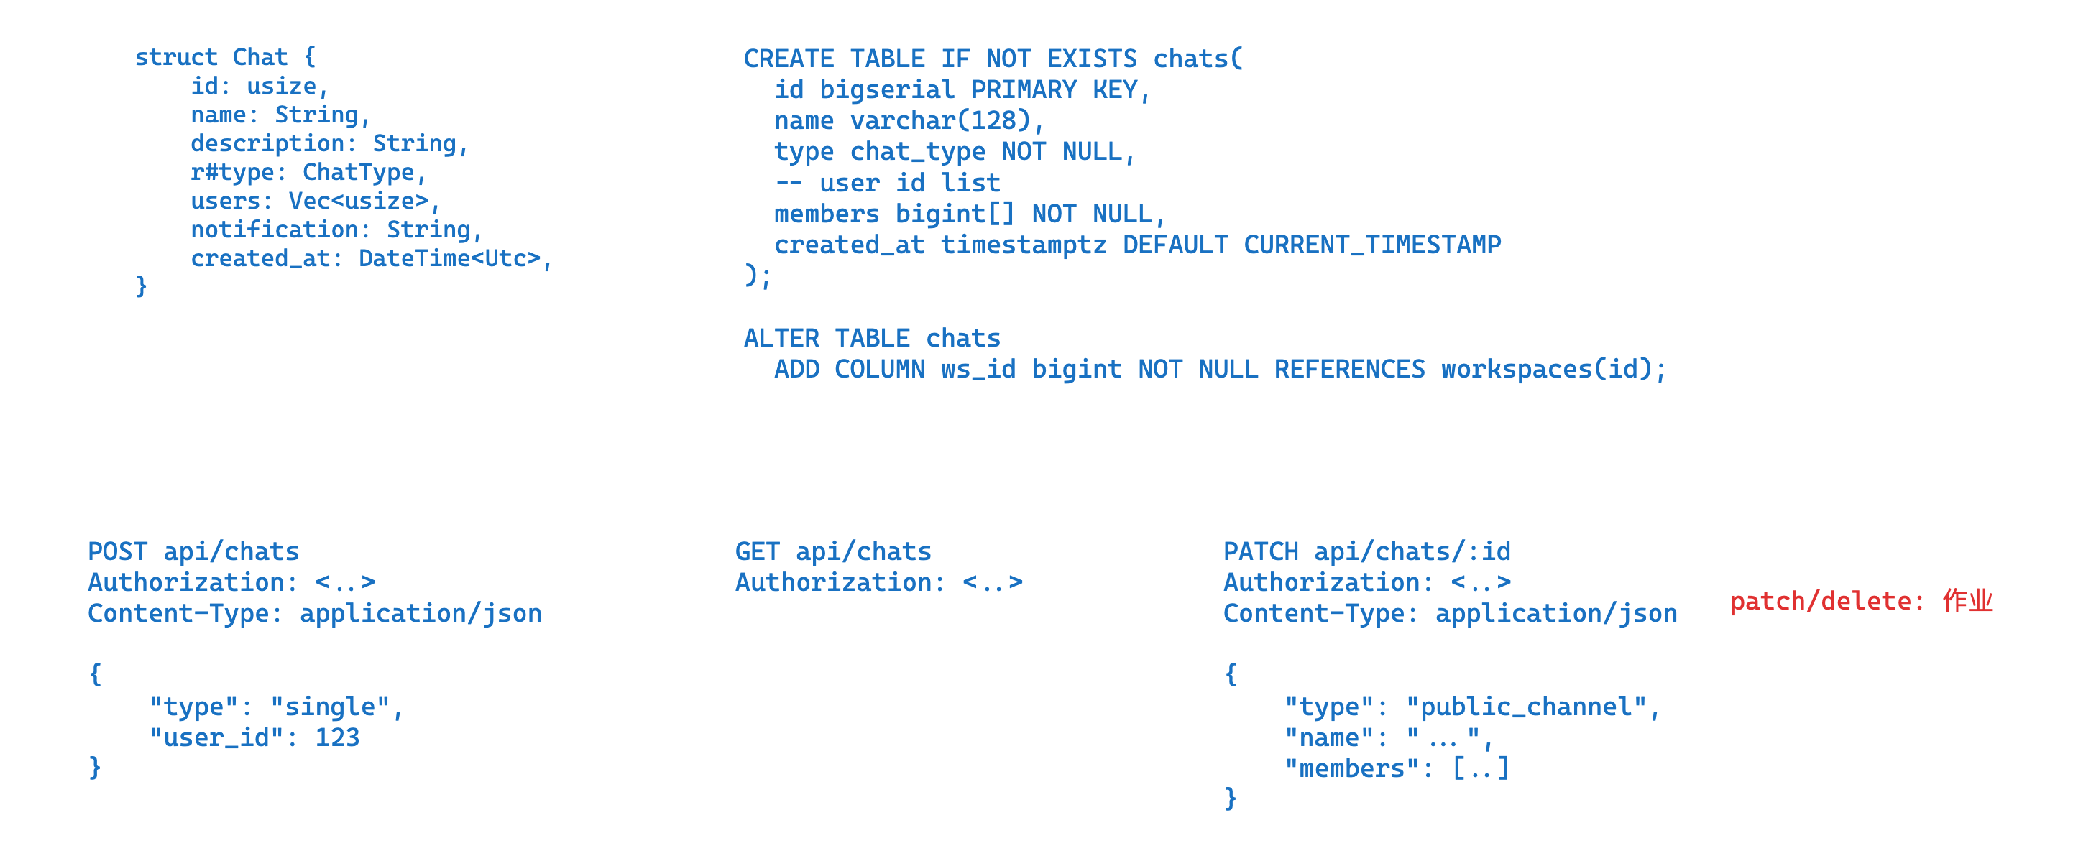 struct Chat {
    id: usize,
    name: String,
    description: String,
    r#type: ChatType,
    users: Vec<usize>,
    notification: String,
    created_at: DateTime<Utc>,
}
CREATE TABLE IF NOT EXISTS chats(
  id bigserial PRIMARY KEY,
  name varchar(128),
  type chat_type NOT NULL,
  -- user id list
  members bigint[] NOT NULL,
  created_at timestamptz DEFAULT CURRENT_TIMESTAMP
);
ALTER TABLE chats
  ADD COLUMN ws_id bigint NOT NULL REFERENCES workspaces(id);
POST api/chats
Authorization: <..>
Content-Type: application/json
{
    "type": "single",
    "user_id": 123
}
GET api/chats
Authorization: <..>
PATCH api/chats/:id
Authorization: <..>
Content-Type: application/json
{
    "type": "public_channel",
    "name": "...",
    "members": [..]
}
patch/delete: 作业